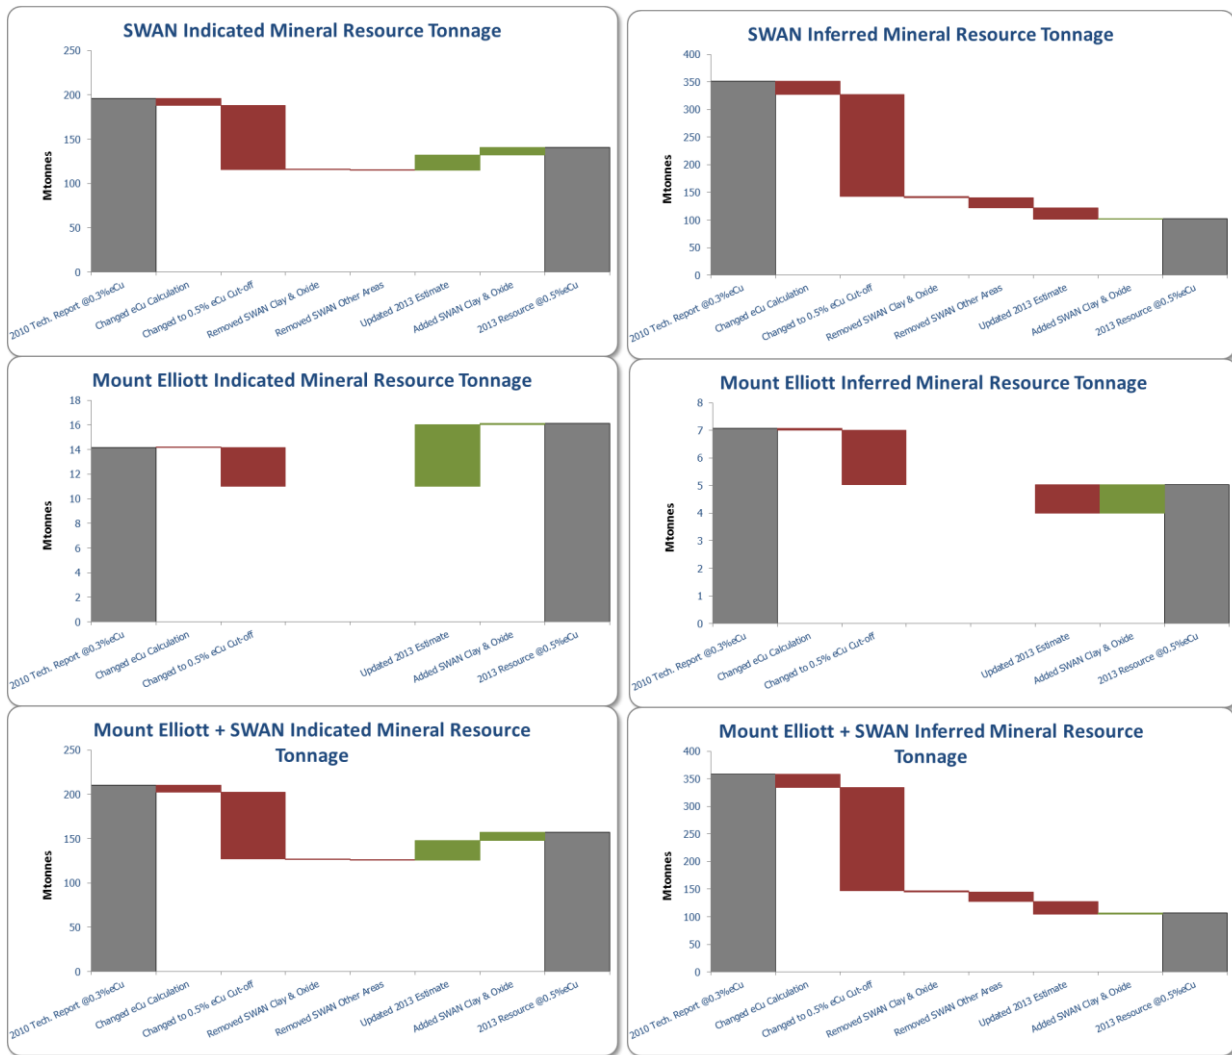 SWAN Indicated Mineral Resource Tonnage
250
200
150
100
50
0
Mtonnes
2010 Tech. Report @0.3%eCu
Changed eCu Calculation
Changed to 0.5% eCu Cut-off
Removed SWAN Clay & Oxide
Removed SWAN Other Areas
Updated 2013 Estimate
Added SWAN Clay & Oxide
2013 Resource @0.5%eCu
SWAN Inferred Mineral Resource Tonnage
400
350
300
250
200
150
100
50
0
Mtonnes
2010 Tech. Report @0.3%eCu
Changed eCu Calculation
Changed to 0.5% eCu Cut-off
Removed SWAN Clay & Oxide
Removed SWAN Other Areas
Updated 2013 Estimate
Added SWAN Clay & Oxide
2013 Resource @0.5%eCu
Mount Elliott Indicated Mineral Resource Tonnage
18
16
14
12
10
8
6
4
2
0
Mtonnes
2010 Tech. Report @0.3%eCu
Changed eCu Calculation
Changed to 0.5% eCu Cut-off
Updated 2013 Estimate
Added SWAN Clay & Oxide
2013 Resource @0.5%eCu
Mount Elliott Inferred Mineral Resource Tonnage
8
7
6
5
4
3
2
1
0
Mtonnes
2010 Tech. Report @0.3%eCu
Changed eCu Calculation
Changed to 0.5% eCu Cut-off
Updated 2013 Estimate
Added SWAN Clay & Oxide
2013 Resource @0.5%eCu
Mount Elliott + SWAN Indicated Mineral Resource
Tonnage
250
200
150
100
50
0
Mtonnes
2010 Tech. Report @0.3%eCu
Changed eCu Calculation
Changed to 0.5% eCu Cut-off
Removed SWAN Clay & Oxide
Removed SWAN Other Areas
Updated 2013 Estimate
Added SWAN Clay & Oxide
2013 Resource @0.5%eCu
Mount Elliott + SWAN Inferred Mineral Resource
Tonnage
400
350
300
250
200
150
100
50
0
Mtonnes
2010 Tech. Report @0.3%eCu
Changed eCu Calculation
Changed to 0.5% eCu Cut-off
Removed SWAN Clay & Oxide
Removed SWAN Other Areas
Updated 2013 Estimate
Added SWAN Clay & Oxide
2013 Resource @0.5%eCu